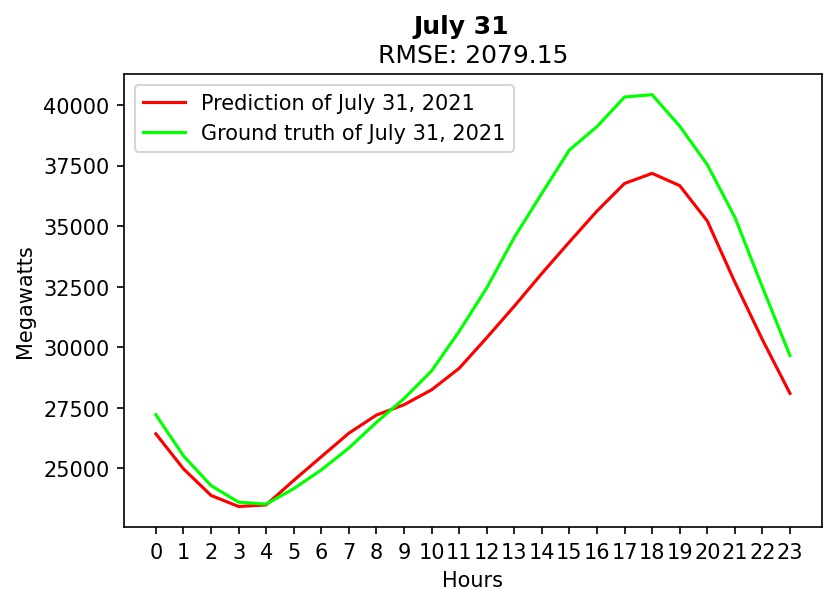 July 31
RMSE: 2079.15
Prediction of July 31, 2021
Ground truth of July 31, 2021
40000
37500
35000
32500
30000
27500
25000
Megawatts
0 1 2 3 4 5 6 7 8 9 10 11 12 13 14 15 16 17 18 19 20 21 22 23
Hours